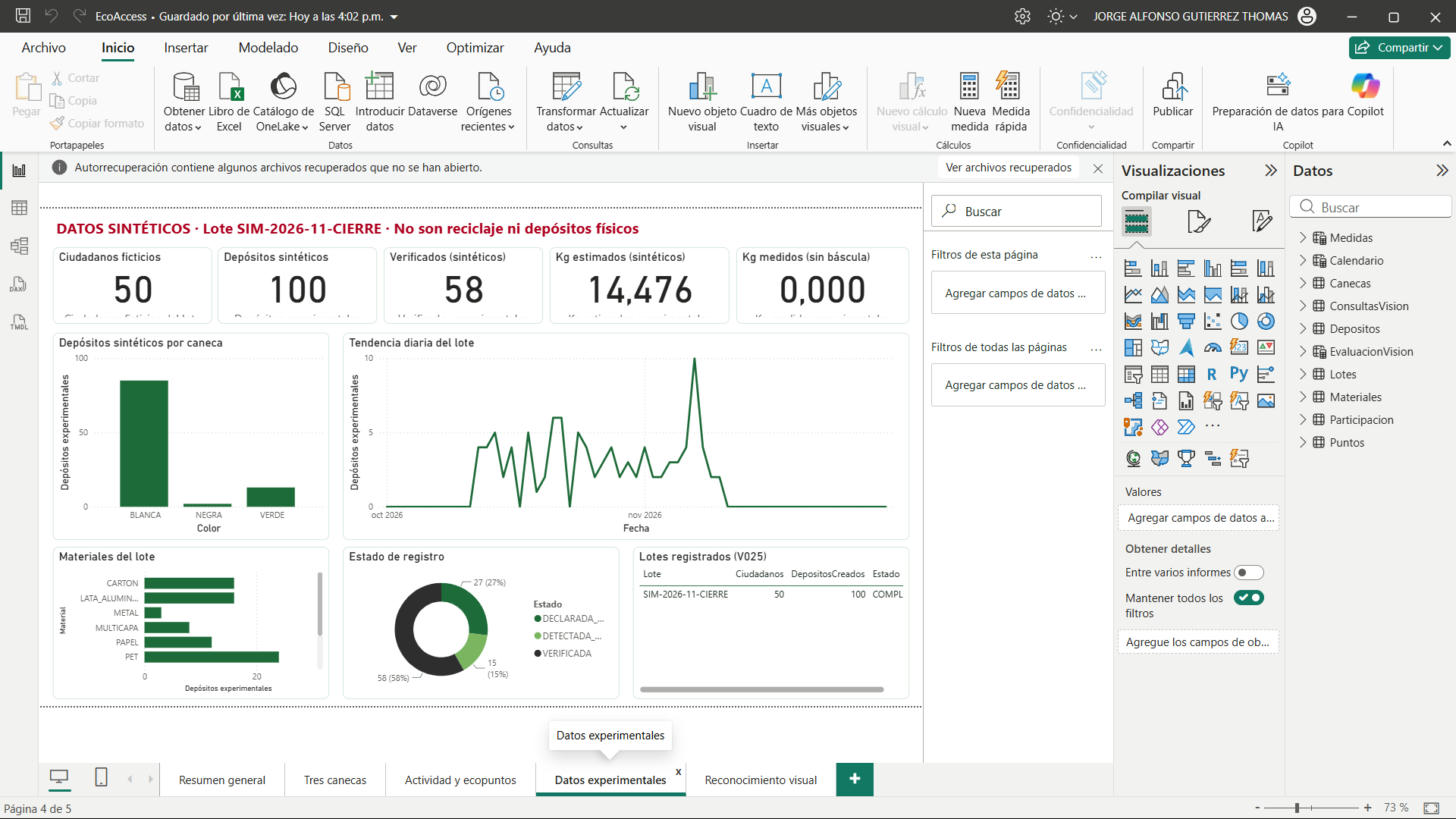 EcoAccess • Guardado por última vez: Hoy a las 4:02 p.m.
JORGE ALFONSO GUTIERREZ THOMAS
Archivo Inicio Insertar Modelado Diseño Ver Optimizar Ayuda
Compartir
Pegar
Cortar
Copia
Copiar formato
Portapapeles
Obtener datos
Libro de Excel
Catálogo de OneLake
SQL Server
Introducir datos
Dataverse
Orígenes recientes
Datos
Transformar datos
Actualizar
Consultas
Nuevo objeto visual
Cuadro de texto
Más objetos visuales
Insertar
Nuevo cálculo visual
Nueva medida
Medida rápida
Cálculos
Confidencialidad
Confidencialidad
Publicar
Compartir
Preparación de datos para IA
Copilot
Copilot
Autorrecuperación contiene algunos archivos recuperados que no se han abierto.
Ver archivos recuperados
DATOS SINTÉTICOS · Lote SIM-2026-11-CIERRE · No son reciclaje ni depósitos físicos
Ciudadanos ficticios
50
Depósitos sintéticos
100
Verificados (sintéticos)
58
Kg estimados (sintéticos)
14,476
Kg medidos (sin báscula)
0,000
Depósitos sintéticos por caneca
Depósitos experimentales
100
50
0
BLANCA NEGRA VERDE
Color
Tendencia diaria del lote
Depósitos experimentales
10
5
0
oct 2026 nov 2026
Fecha
Materiales del lote
Material
CARTON
LATA_ALUMIN...
METAL
MULTICAPA
PAPEL
PET
0 20
Depósitos experimentales
Estado de registro
27 (27%)
15 (15%)
58 (58%)
Estado
DECLARADA_...
DETECTADA_...
VERIFICADA
Lotes registrados (V025)
Lote Ciudadanos DepositosCreados Estado
SIM-2026-11-CIERRE 50 100 COMPL
Buscar
Filtros de esta página ...
Agregar campos de datos ...
Filtros de todas las páginas ...
Agregar campos de datos ...
Visualizaciones
Compilar visual
R Py
Valores
Agregar campos de datos a...
Obtener detalles
Entre varios informes
Mantener todos los filtros
Agregue los campos de ob...
Datos
Buscar
Medidas
Calendario
Canecas
ConsultasVision
Depositos
EvaluacionVision
Lotes
Materiales
Participacion
Puntos
DAX
TMDL
Datos experimentales
Resumen general
Tres canecas
Actividad y ecopuntos
Datos experimentales x
Reconocimiento visual
+
Página 4 de 5
- + 73 %